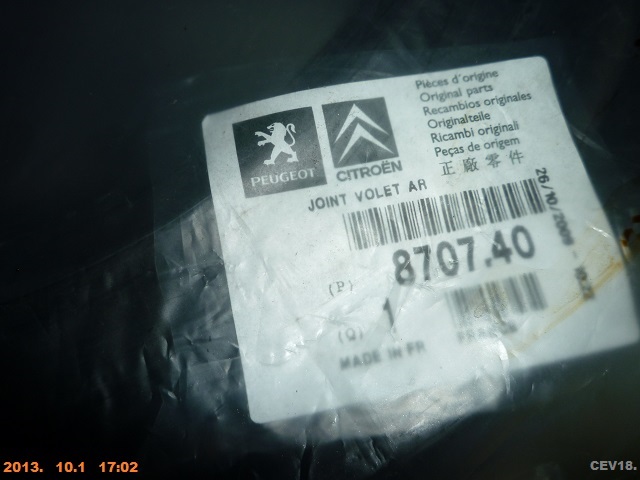 Pièces d'origine
Original parts
Recambios originales
Originalteile
Ricambi originali
Peças de origem
正廠零件
PEUGEOT
CITROËN
JOINT VOLET AR
26/10/2009 -
(P) 8707.40
(Q) 1
MADE IN FR
2013. 10.1 17:02
CEV18.